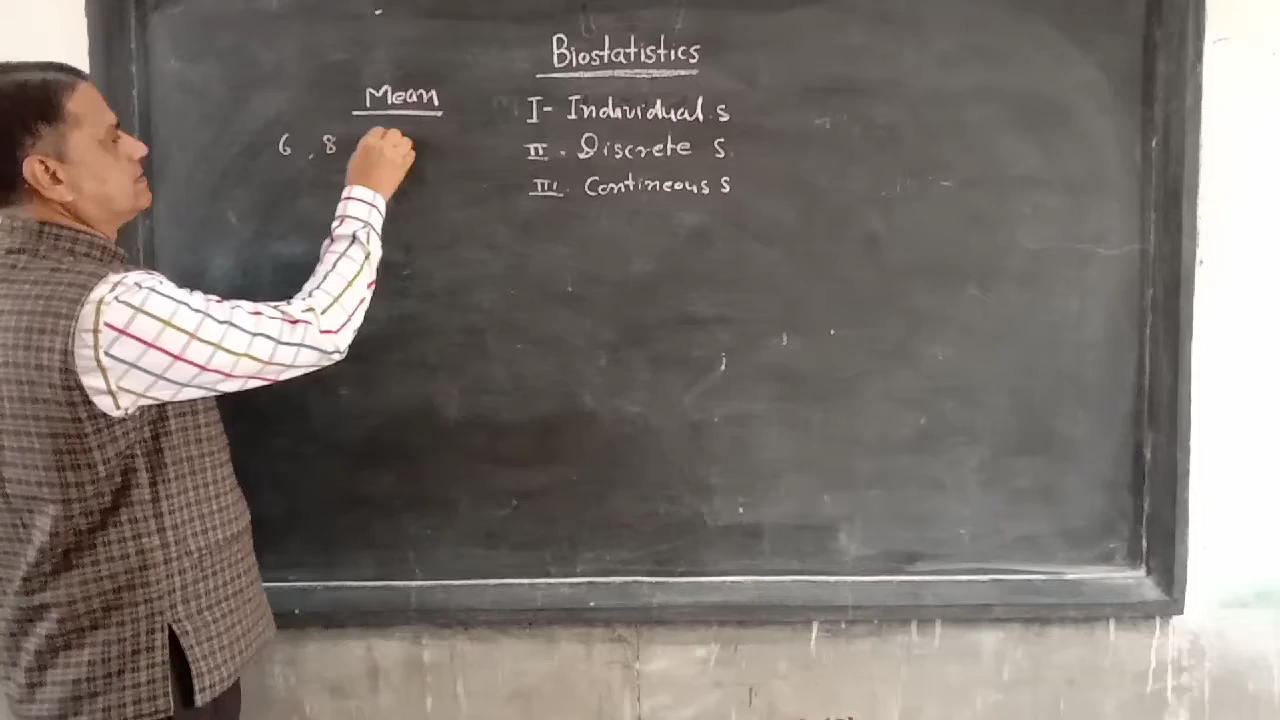 Biostatistics
Mean
6, 8
I- Individual. s
II. Discrete S.
III. Contineous s